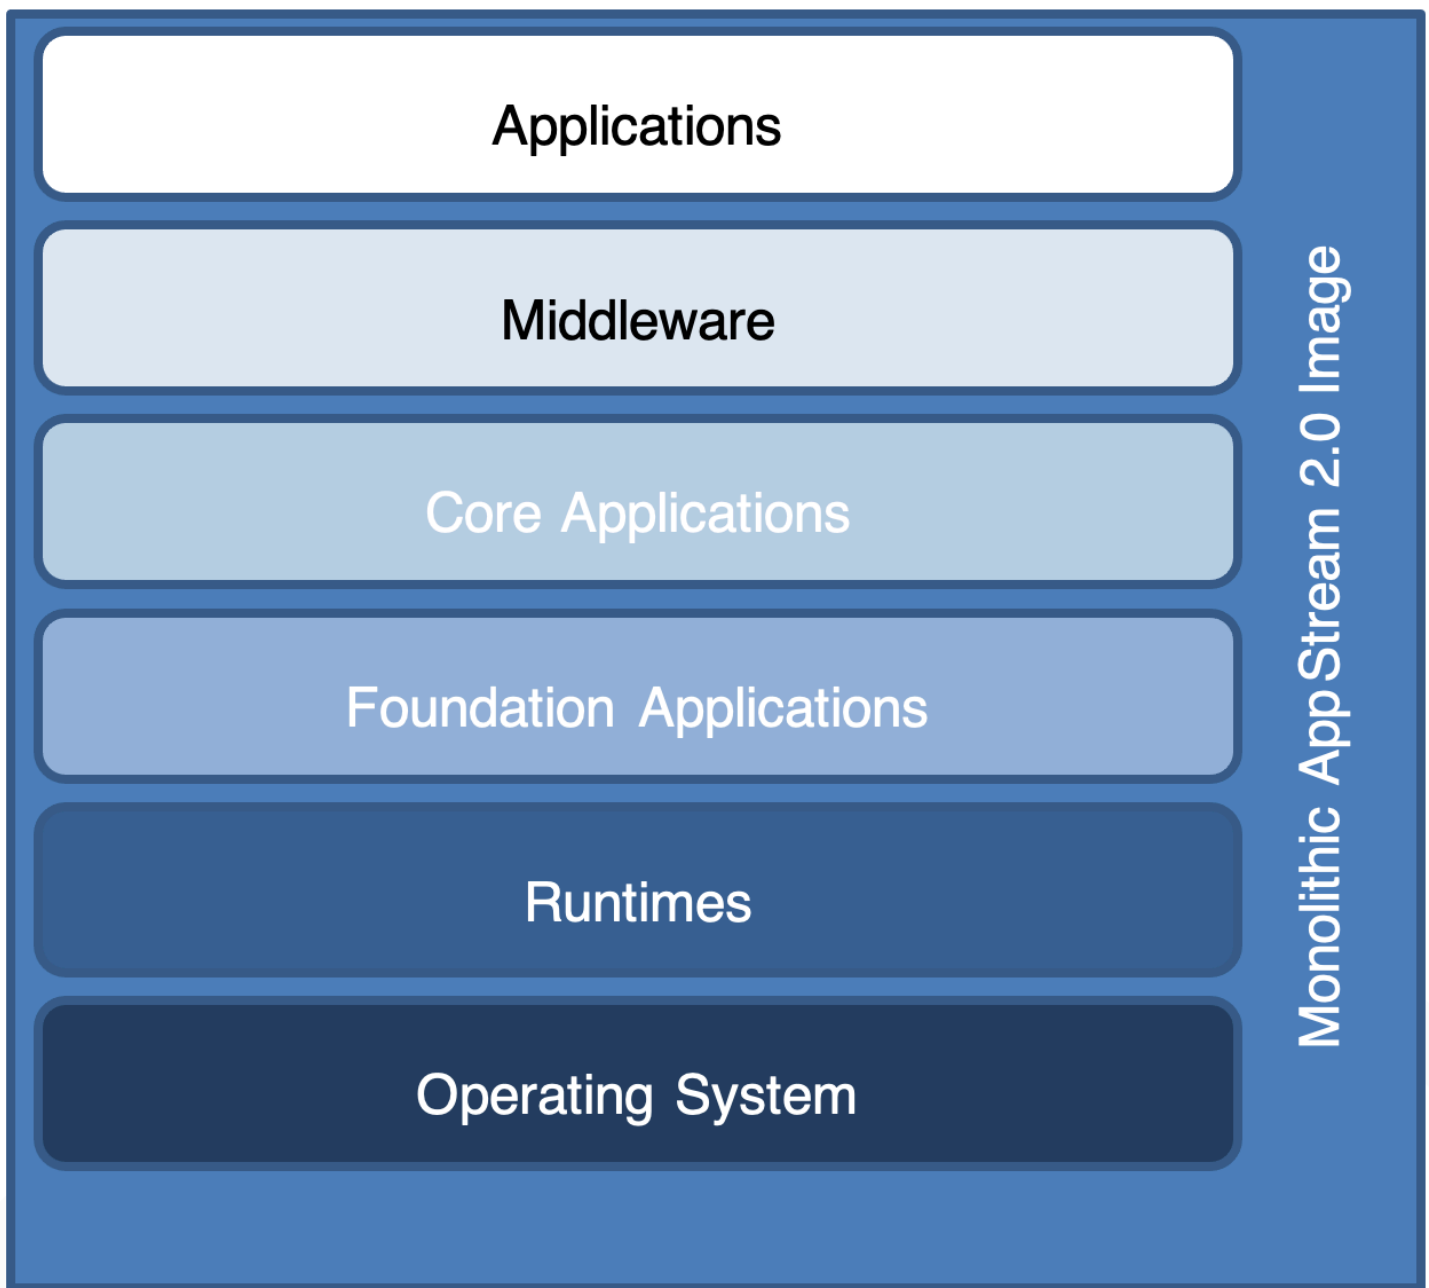 Applications
Middleware
Core Applications
Foundation Applications
Runtimes
Operating System
Monolithic AppStream 2.0 Image